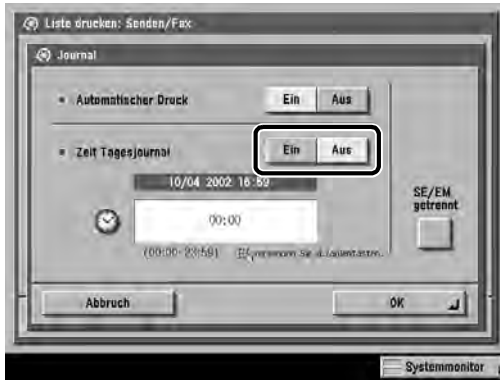 Liste drucken: Senden/Fax
Journal
Automatischer Druck Ein Aus
Zeit Tagesjournal Ein Aus
10/04 2002 16:59
SE/EM
getrennt
00:00
(00:00-23:59)
Abbruch OK
Systemmonitor